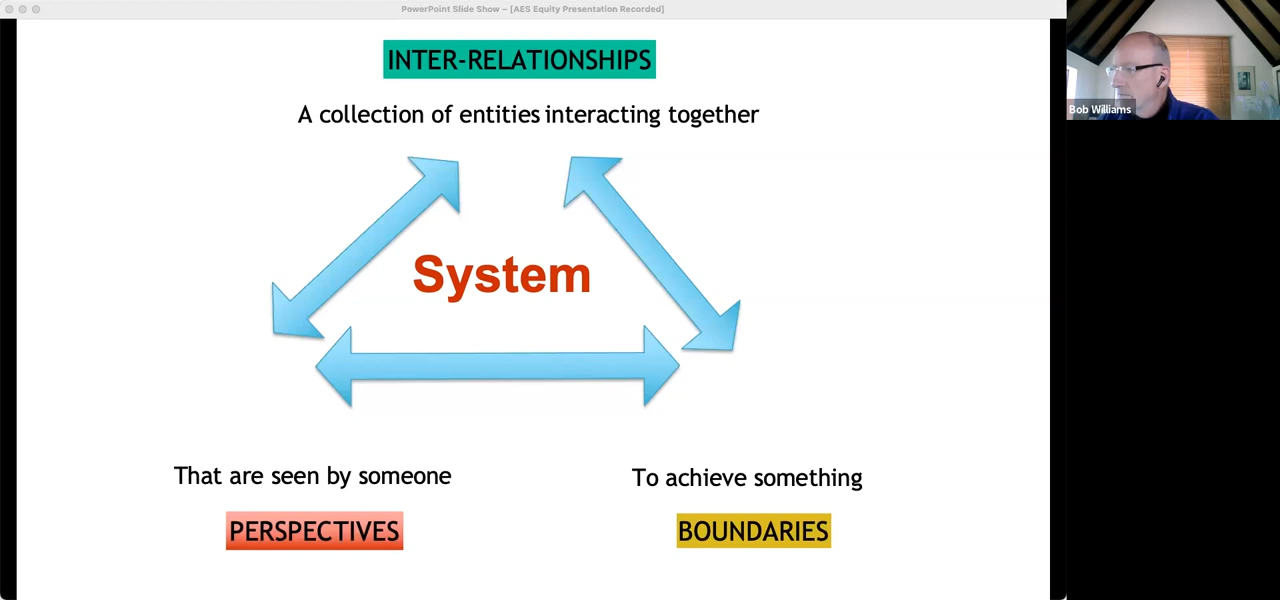 PowerPoint Slide Show – [AES Equity Presentation Recorded]
INTER-RELATIONSHIPS
A collection of entities interacting together
Bob Williams
System
That are seen by someone
To achieve something
PERSPECTIVES
BOUNDARIES